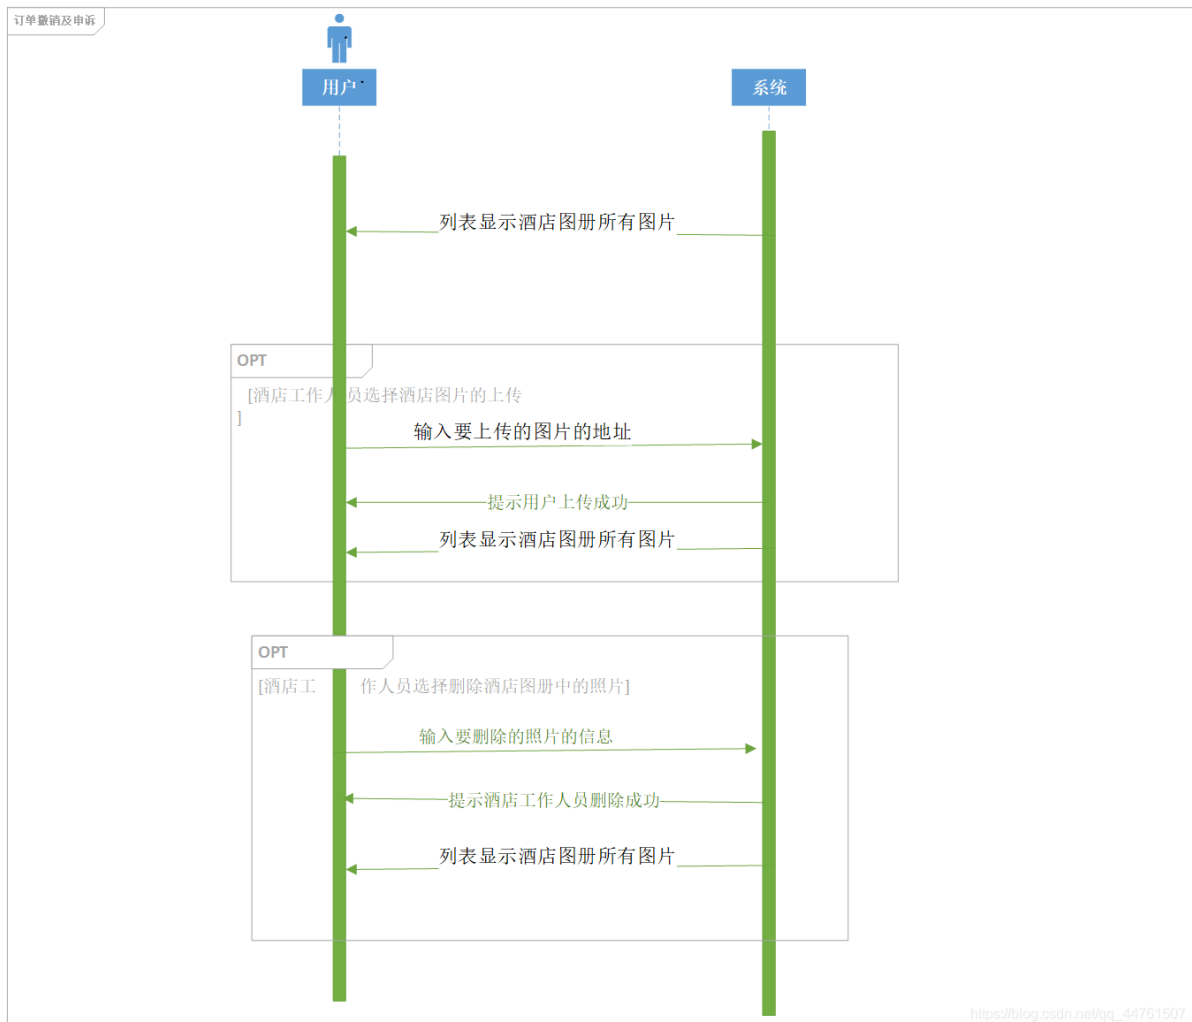 订单撤销及申诉
用户
系统
列表显示酒店图册所有图片
OPT
[酒店工作人员选择酒店图片的上传
]
输入要上传的图片的地址
提示用户上传成功
列表显示酒店图册所有图片
OPT
[酒店工 作人员选择删除酒店图册中的照片]
输入要删除的照片的信息
提示酒店工作人员删除成功
列表显示酒店图册所有图片
https://blog.csdn.net/qq_44761507